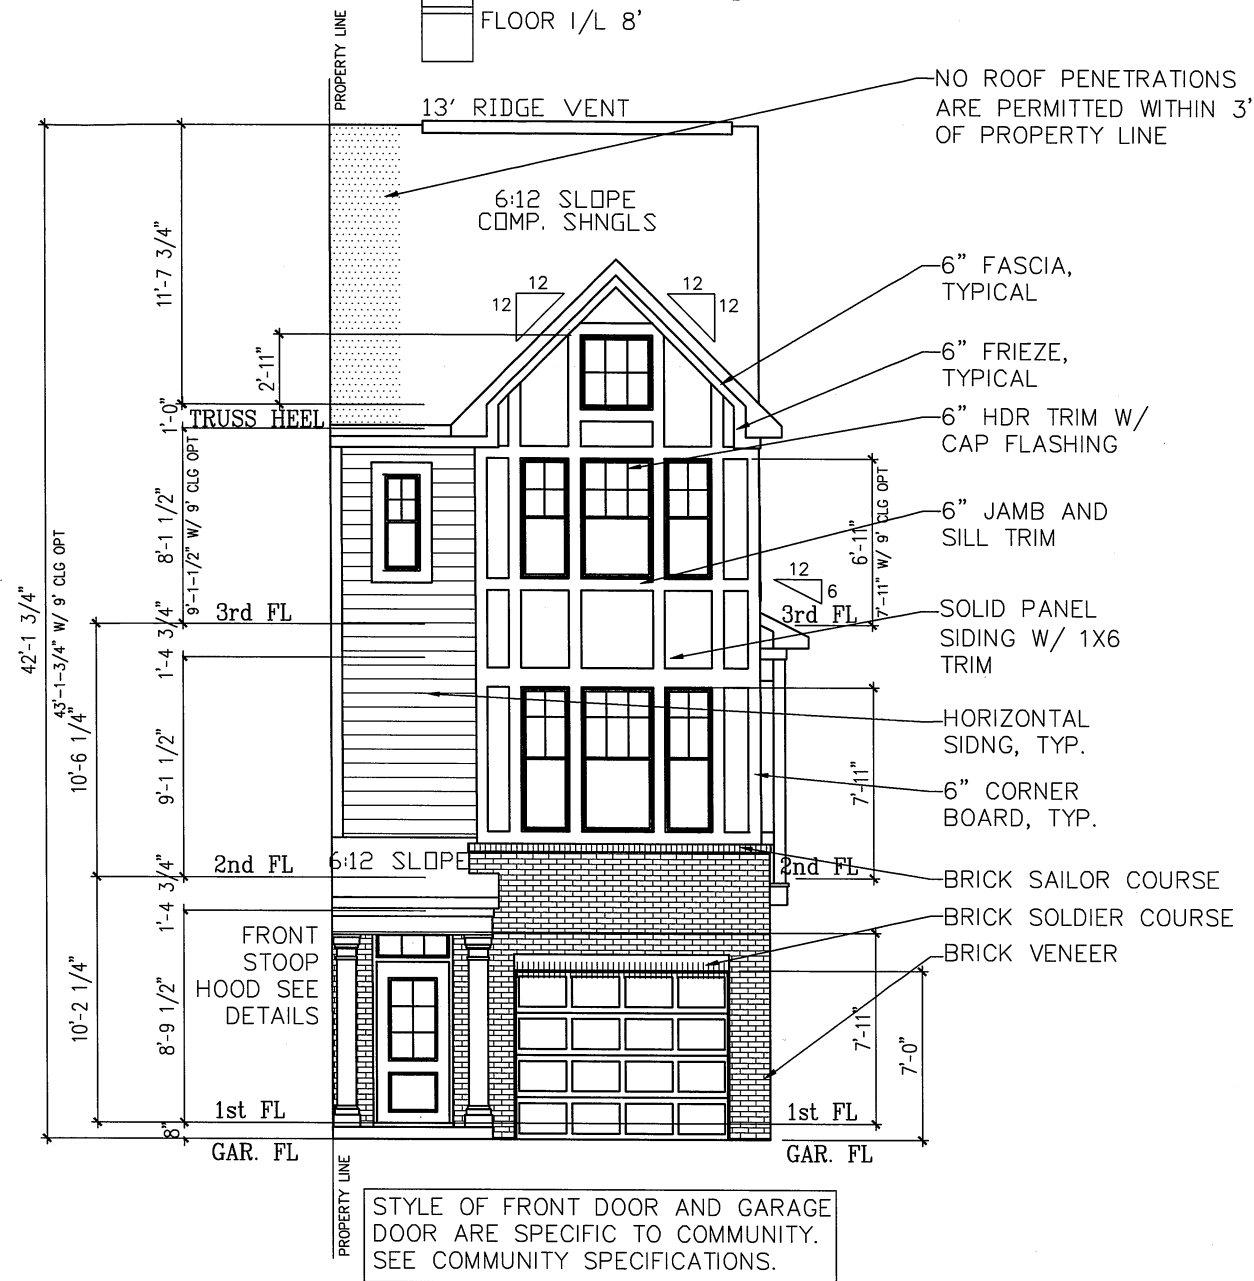 FLOOR I/L 8'
PROPERTY LINE
13' RIDGE VENT
NO ROOF PENETRATIONS
ARE PERMITTED WITHIN 3'
OF PROPERTY LINE
6:12 SLOPE
COMP. SHNGLS
11'-7 3/4"
6" FASCIA,
TYPICAL
12
12
12
12
2'-11"
6" FRIEZE,
TYPICAL
1'-0"
TRUSS HEEL
6" HDR TRIM W/
CAP FLASHING
8'-1 1/2"
9'-1-1/2" W/ 9' CLG OPT
6'-11"
7'-11" W/ 9' CLG OPT
6" JAMB AND
SILL TRIM
42'-1 3/4"
43'-1-3/4" W/ 9' CLG OPT
12
6
3rd FL
3rd FL
SOLID PANEL
SIDING W/ 1X6
TRIM
1'-4 3/4"
10'-6 1/4"
9'-1 1/2"
HORIZONTAL
SIDNG, TYP.
7'-11"
6" CORNER
BOARD, TYP.
2nd FL
6:12 SLOPE
2nd FL
BRICK SAILOR COURSE
1'-4 3/4"
BRICK SOLDIER COURSE
BRICK VENEER
FRONT
STOOP
HOOD SEE
DETAILS
10'-2 1/4"
8'-9 1/2"
7'-11"
7'-0"
1st FL
1st FL
8"
GAR. FL
GAR. FL
PROPERTY LINE
STYLE OF FRONT DOOR AND GARAGE
DOOR ARE SPECIFIC TO COMMUNITY.
SEE COMMUNITY SPECIFICATIONS.